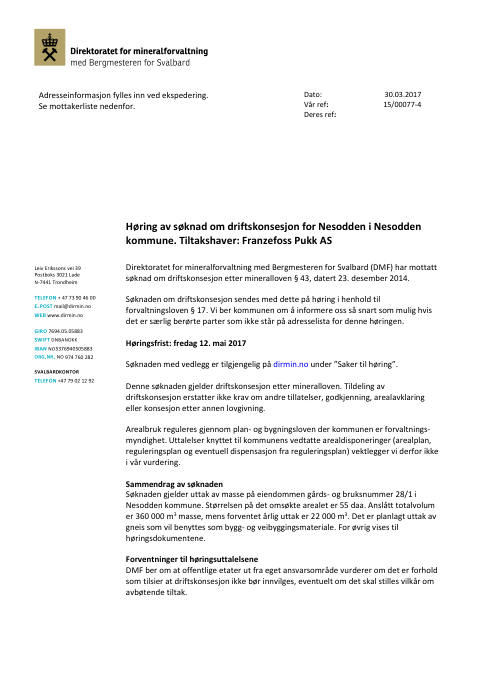 Direktoratet for mineralforvaltning
med Bergmesteren for Svalbard
Adresseinformasjon fylles inn ved ekspedering.
Se mottakerliste nedenfor.
Dato: 30.03.2017
Vår ref: 15/00077-4
Deres ref:
Høring av søknad om driftskonsesjon for Nesodden i Nesodden
kommune. Tiltakshaver: Franzefoss Pukk AS
Leiv Erikssons vei 39
Postboks 3021 Lade
N-7441 Trondheim
TELEFON + 47 73 90 46 00
E-POST mail@dirmin.no
WEB www.dirmin.no
GIRO 7694.05.05883
SWIFT DNBANOKK
IBAN NO5376940505883
ORG.NR. NO 974 760 282
SVALBARDKONTOR
TELEFON +47 79 02 12 92
Direktoratet for mineralforvaltning med Bergmesteren for Svalbard (DMF) har mottatt
søknad om driftskonsesjon etter mineralloven § 43, datert 23. desember 2014.
Søknaden om driftskonsesjon sendes med dette på høring i henhold til
forvaltningsloven § 17. Vi ber kommunen om å informere oss så snart som mulig hvis
det er særlig berørte parter som ikke står på adresselista for denne høringen.
Høringsfrist: fredag 12. mai 2017
Søknaden med vedlegg er tilgjengelig på dirmin.no under ”Saker til høring”.
Denne søknaden gjelder driftskonsesjon etter mineralloven. Tildeling av
driftskonsesjon erstatter ikke krav om andre tillatelser, godkjenning, arealavklaring
eller konsesjon etter annen lovgivning.
Arealbruk reguleres gjennom plan- og bygningsloven der kommunen er forvaltnings-
myndighet. Uttalelser knyttet til kommunens vedtatte arealdisponeringer (arealplan,
reguleringsplan og eventuell dispensasjon fra reguleringsplan) vektlegger vi derfor ikke
i vår vurdering.
Sammendrag av søknaden
Søknaden gjelder uttak av masse på eiendommen gårds- og bruksnummer 28/1 i
Nesodden kommune. Størrelsen på det omsøkte arealet er 55 daa. Anslått totalvolum
er 360 000 m³ masse, mens forventet årlig uttak er 22 000 m³. Det er planlagt uttak av
gneis som vil benyttes som bygg- og veibyggingsmateriale. For øvrig vises til
høringsdokumentene.
Forventninger til høringsuttalelsene
DMF ber om at offentlige etater ut fra eget ansvarsområde vurderer om det er forhold
som tilsier at driftskonsesjon ikke bør innvilges, eventuelt om det skal stilles vilkår om
avbøtende tiltak.